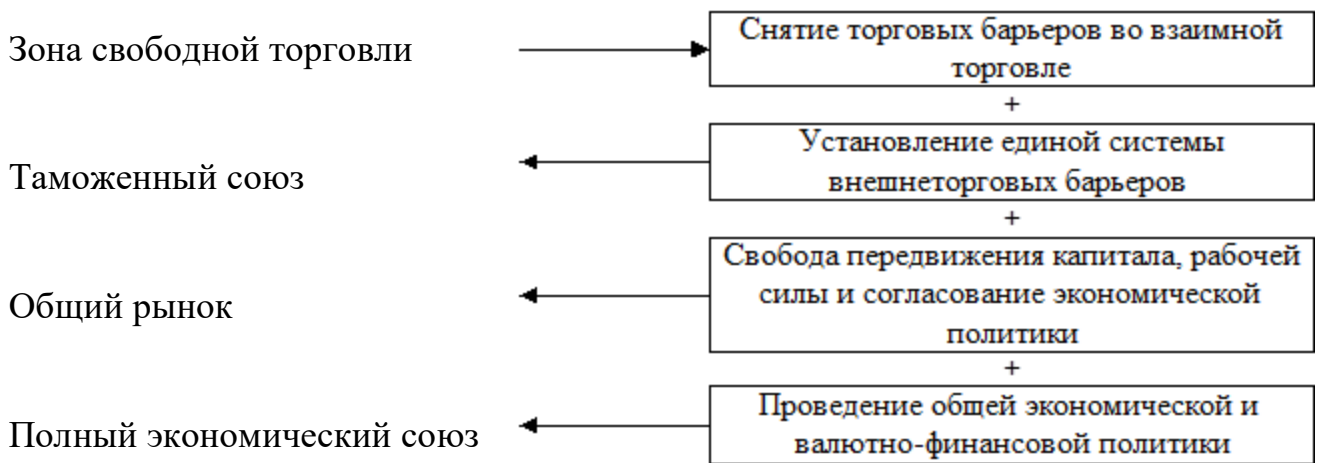 Зона свободной торговли
Снятие торговых барьеров во взаимной
торговле
+
Таможенный союз
Установление единой системы
внешнеторговых барьеров
+
Общий рынок
Свобода передвижения капитала, рабочей
силы и согласование экономической
политики
+
Полный экономический союз
Проведение общей экономической и
валютно-финансовой политики